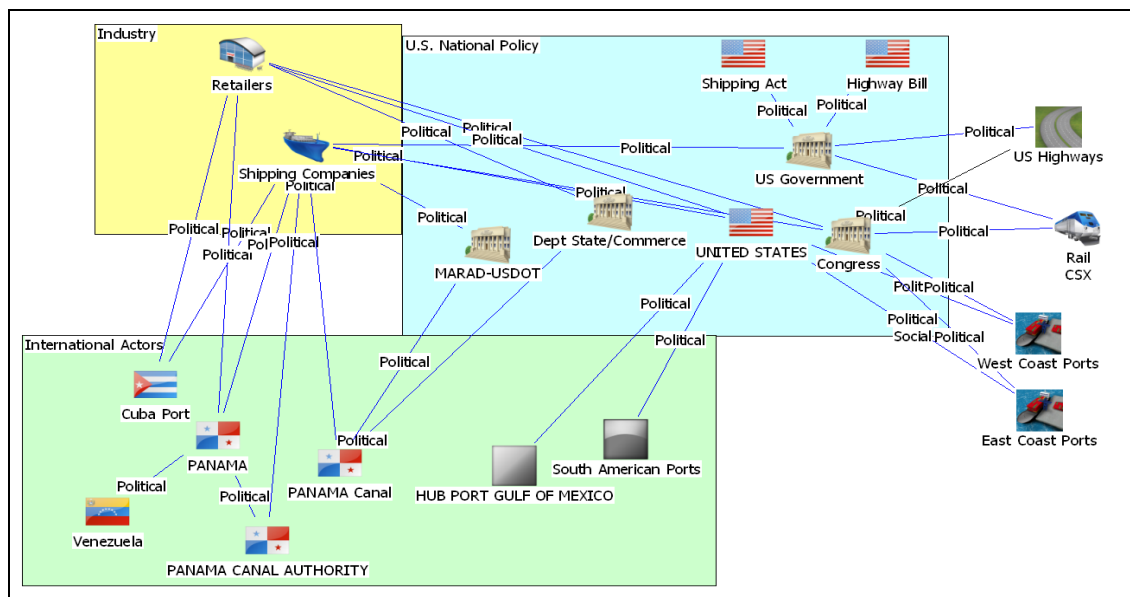 Industry
U.S. National Policy
Retailers
Shipping Act
Highway Bill
Political
Political
Political
Political
Political
Political
Political
US Highways
Shipping Companies
Political
US Government
Political
Political
Political
Political
Political
Political
Dept State/Commerce
UNITED STATES
Congress
Political
Rail
CSX
MARAD-USDOT
Political
Political
Political
Political
Political
Political
Political
Political
Social
Political
International Actors
Political
West Coast Ports
Cuba Port
East Coast Ports
PANAMA
Political
South American Ports
PANAMA Canal
HUB PORT GULF OF MEXICO
Political
Political
Venezuela
PANAMA CANAL AUTHORITY